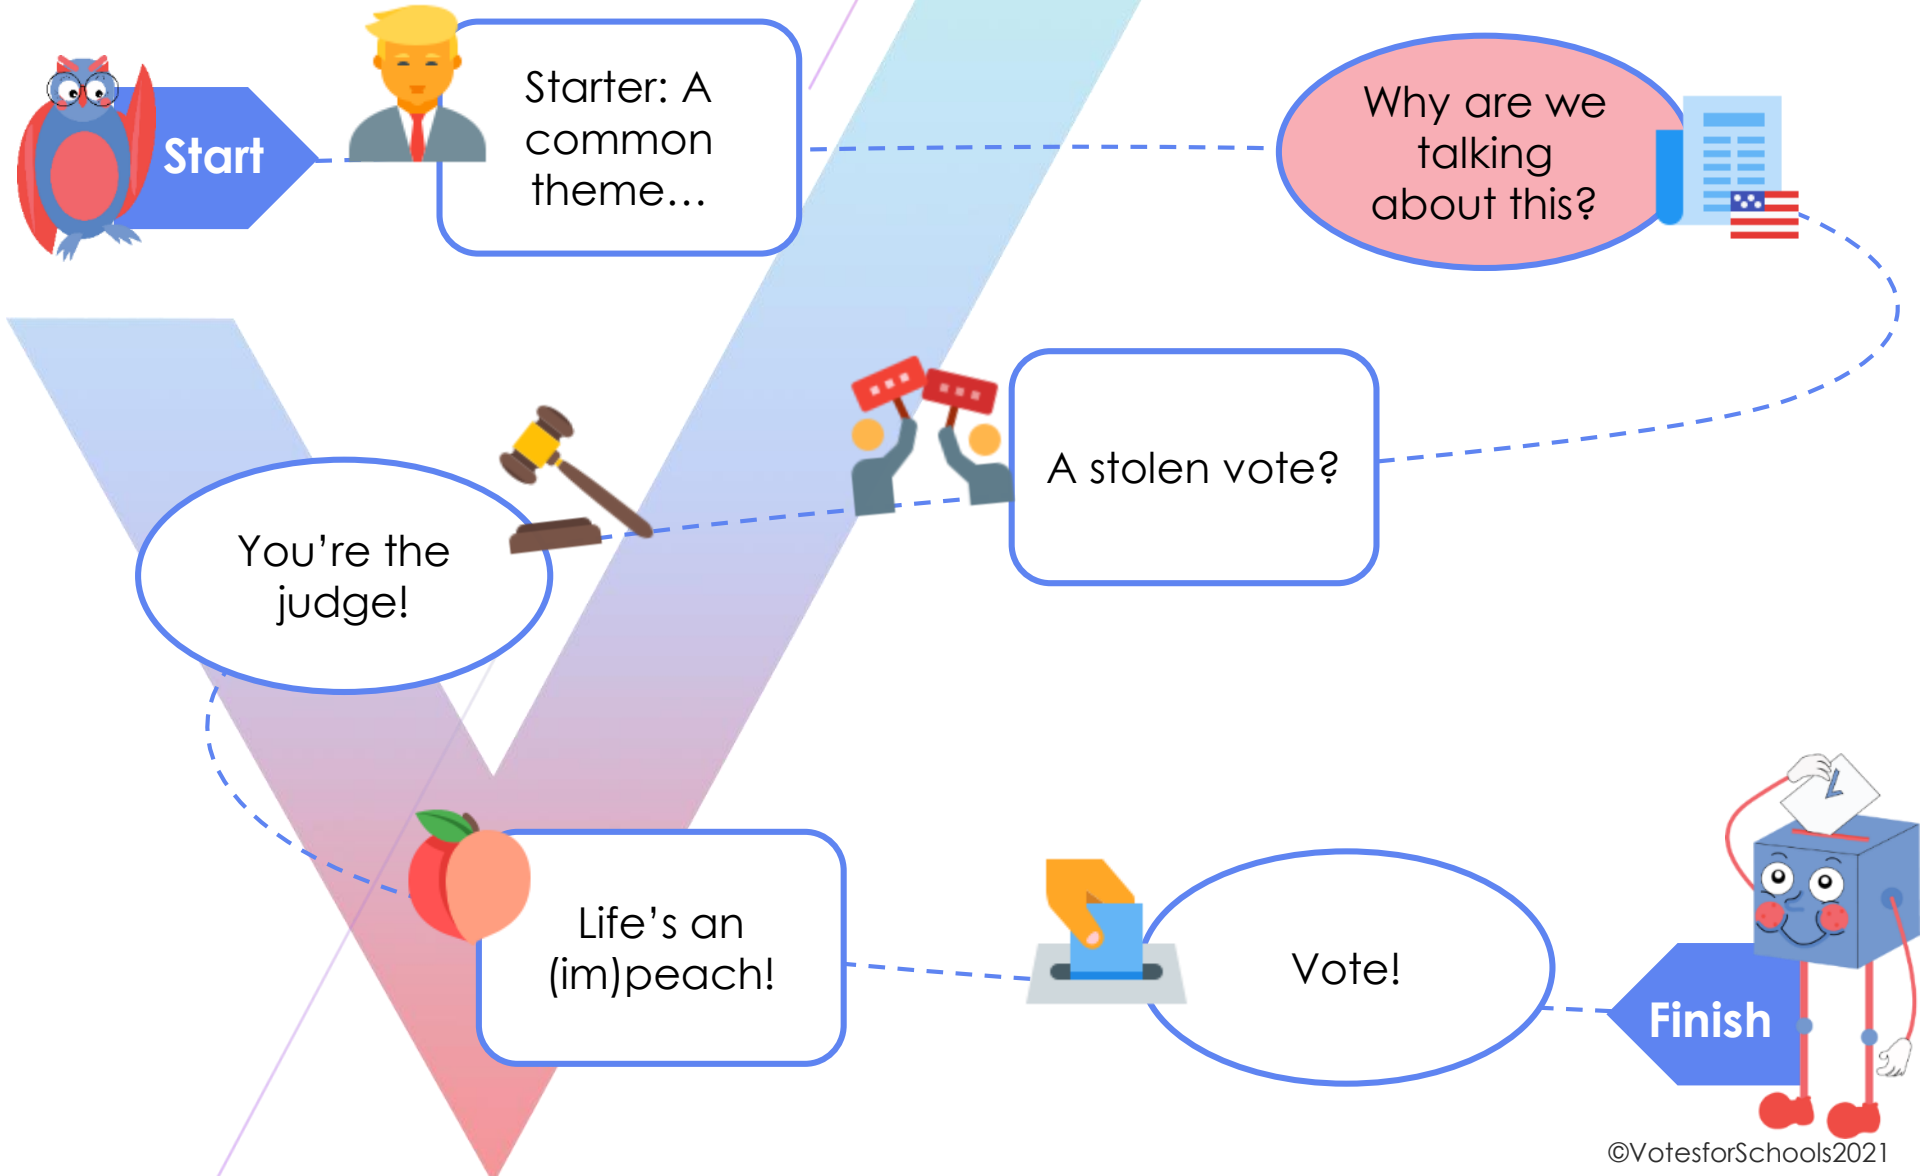 Start
Starter: A
common
theme…
Why are we
talking
about this?
A stolen vote?
You’re the
judge!
Life’s an
(im)peach!
Vote!
Finish
©VotesforSchools2021